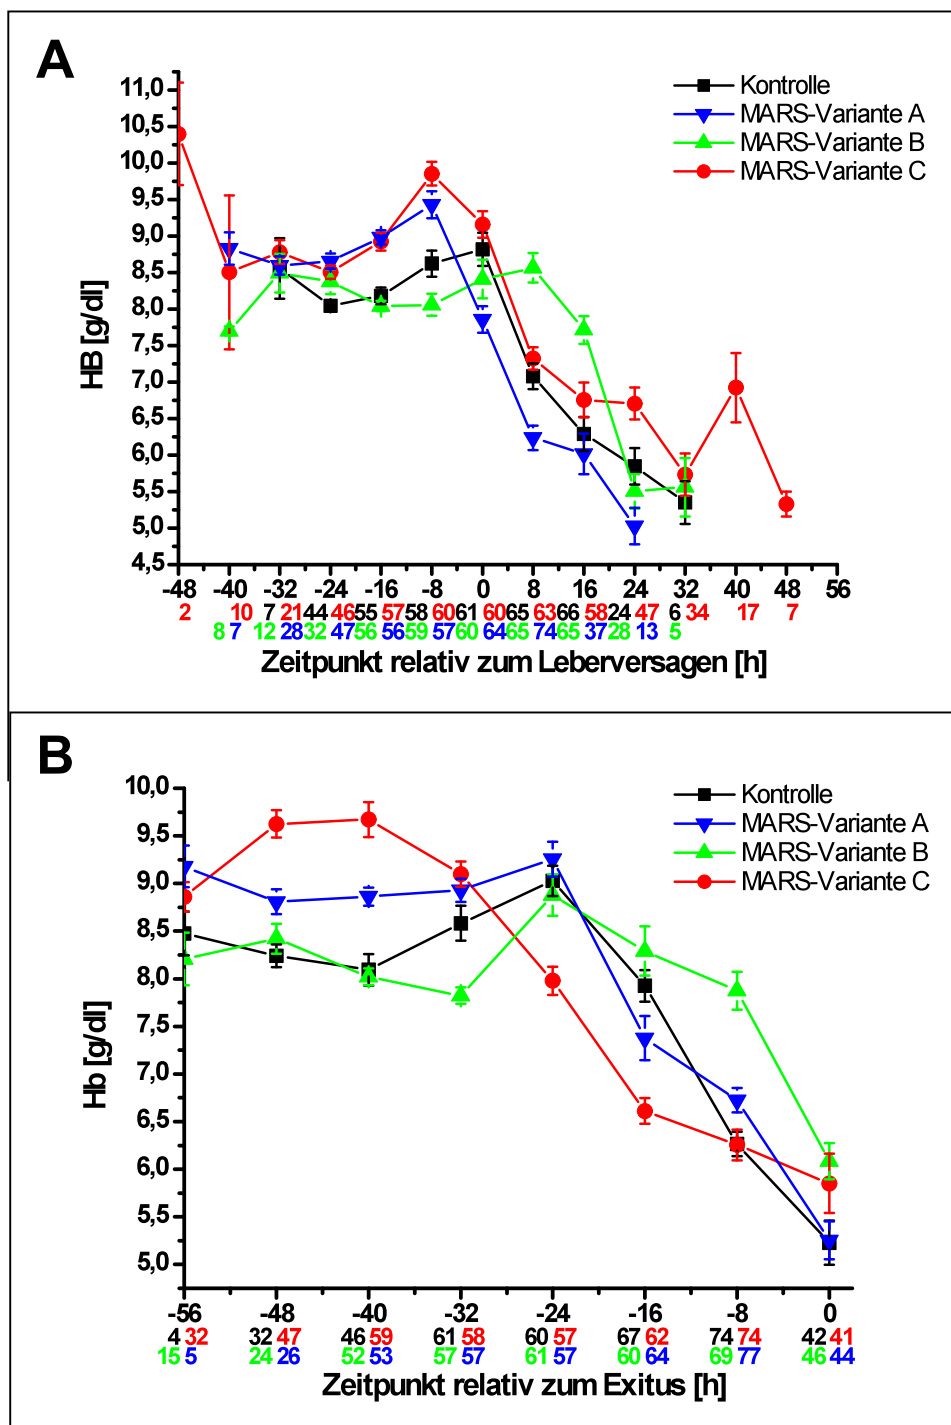 A
Kontrolle
MARS-Variante A
MARS-Variante B
MARS-Variante C
11,0
10,5
10,0
9,5
9,0
8,5
8,0
7,5
7,0
6,5
6,0
5,5
5,0
4,5
HB [g/dl]
-48 -40 -32 -24 -16 -8 0 8 16 24 32 40 48 56
2 10 7 21 44 46 55 57 58 60 61 60 65 63 66 58 24 47 6 34 17 7
8 7 12 28 32 47 56 56 59 57 60 64 65 74 65 37 28 13 5
Zeitpunkt relativ zum Leberversagen [h]
B
Kontrolle
MARS-Variante A
MARS-Variante B
MARS-Variante C
10,0
9,5
9,0
8,5
8,0
7,5
7,0
6,5
6,0
5,5
5,0
Hb [g/dl]
-56 -48 -40 -32 -24 -16 -8 0
4 32 32 47 46 59 61 58 60 57 67 62 74 74 42 41
15 5 24 26 52 53 57 57 61 57 60 64 69 77 46 44
Zeitpunkt relativ zum Exitus [h]